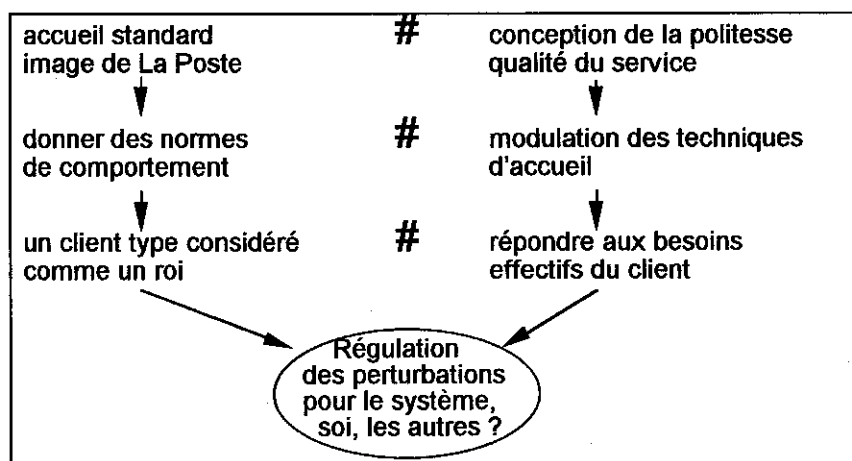 accueil standard # conception de la politesse
image de La Poste qualité du service
donner des normes # modulation des techniques
de comportement d'accueil
un client type considéré # répondre aux besoins
comme un roi effectifs du client
Régulation
des perturbations
pour le système,
soi, les autres ?